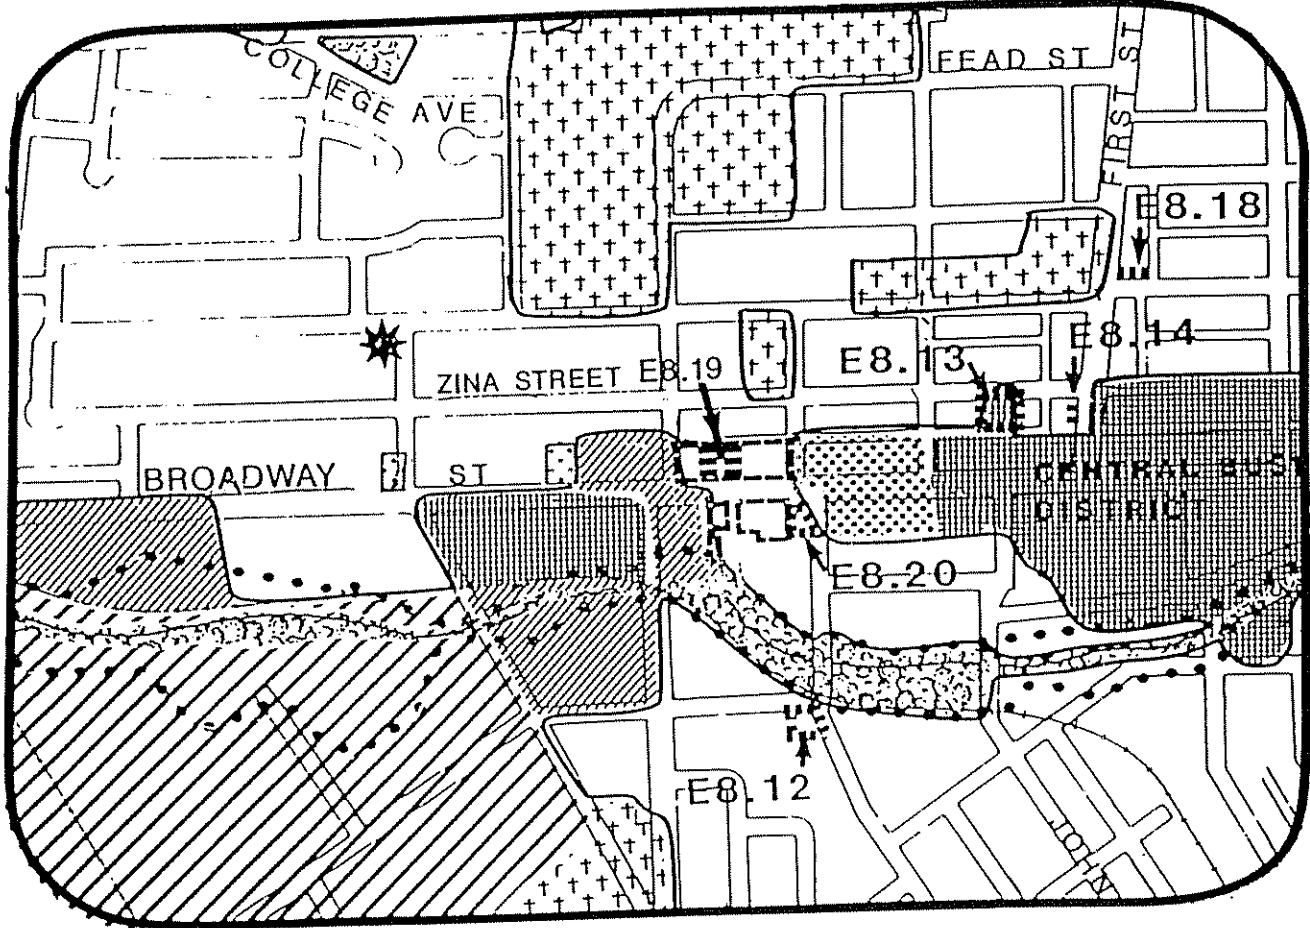 COLLEGE AVE.
FEAD ST
FIRST ST
E8.18
E8.14
E8.13
ZINA STREET
E8.19
BROADWAY ST
CENTRAL BUSI
DISTRICT
E8.20
E8.12
JOHN